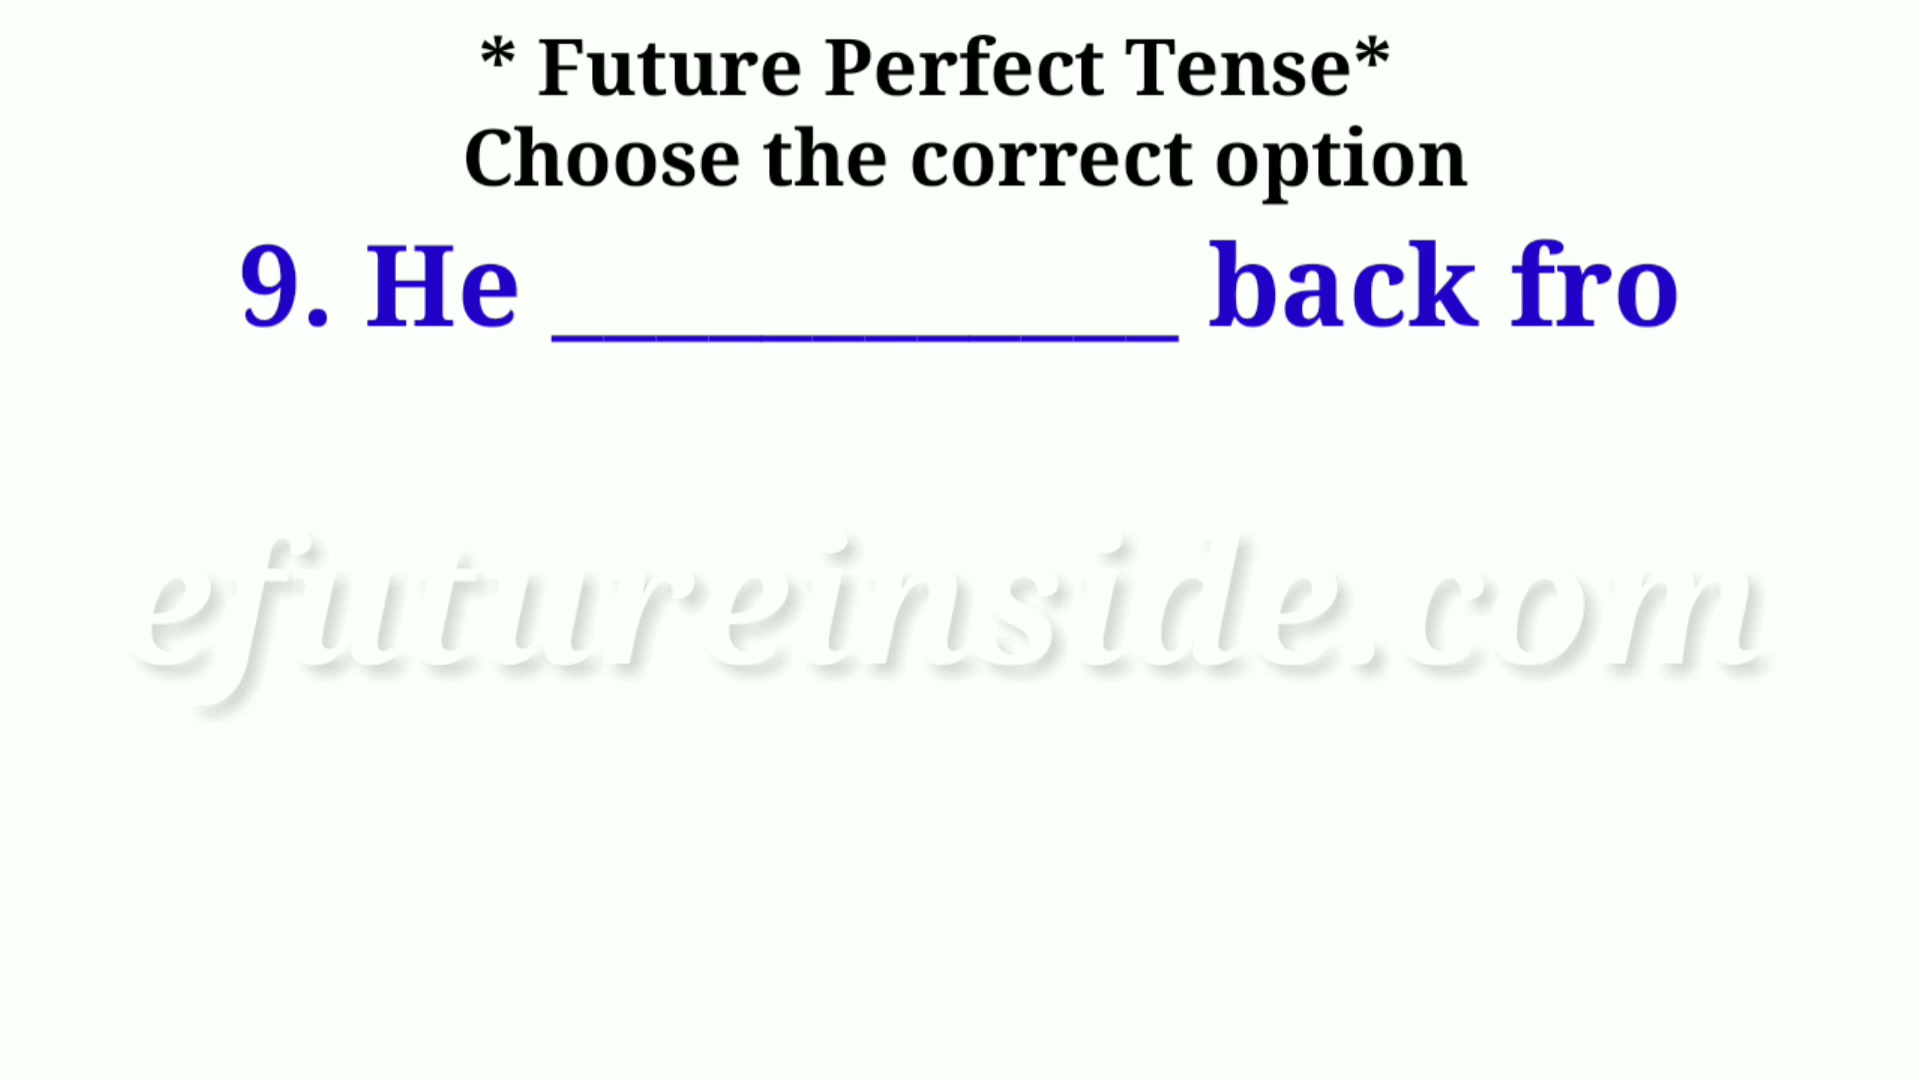 * Future Perfect Tense*
Choose the correct option
9. He ____________ back fro
efutureinside.com